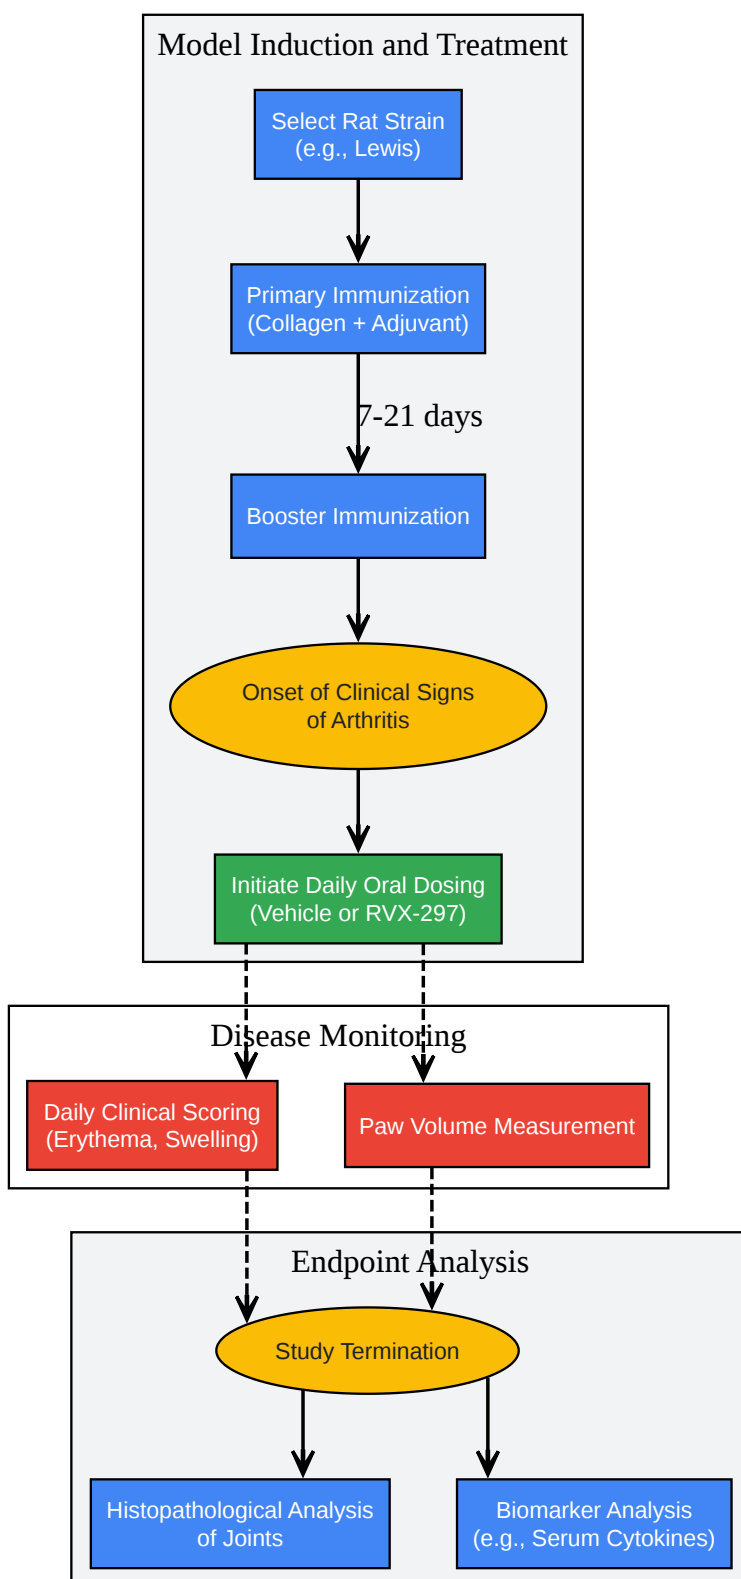 Model Induction and Treatment
Select Rat Strain
(e.g., Lewis)
Primary Immunization
(Collagen + Adjuvant)
7-21 days
Booster Immunization
Onset of Clinical Signs
of Arthritis
Initiate Daily Oral Dosing
(Vehicle or RVX-297)
Disease Monitoring
Daily Clinical Scoring
(Erythema, Swelling)
Paw Volume Measurement
Endpoint Analysis
Study Termination
Histopathological Analysis
of Joints
Biomarker Analysis
(e.g., Serum Cytokines)